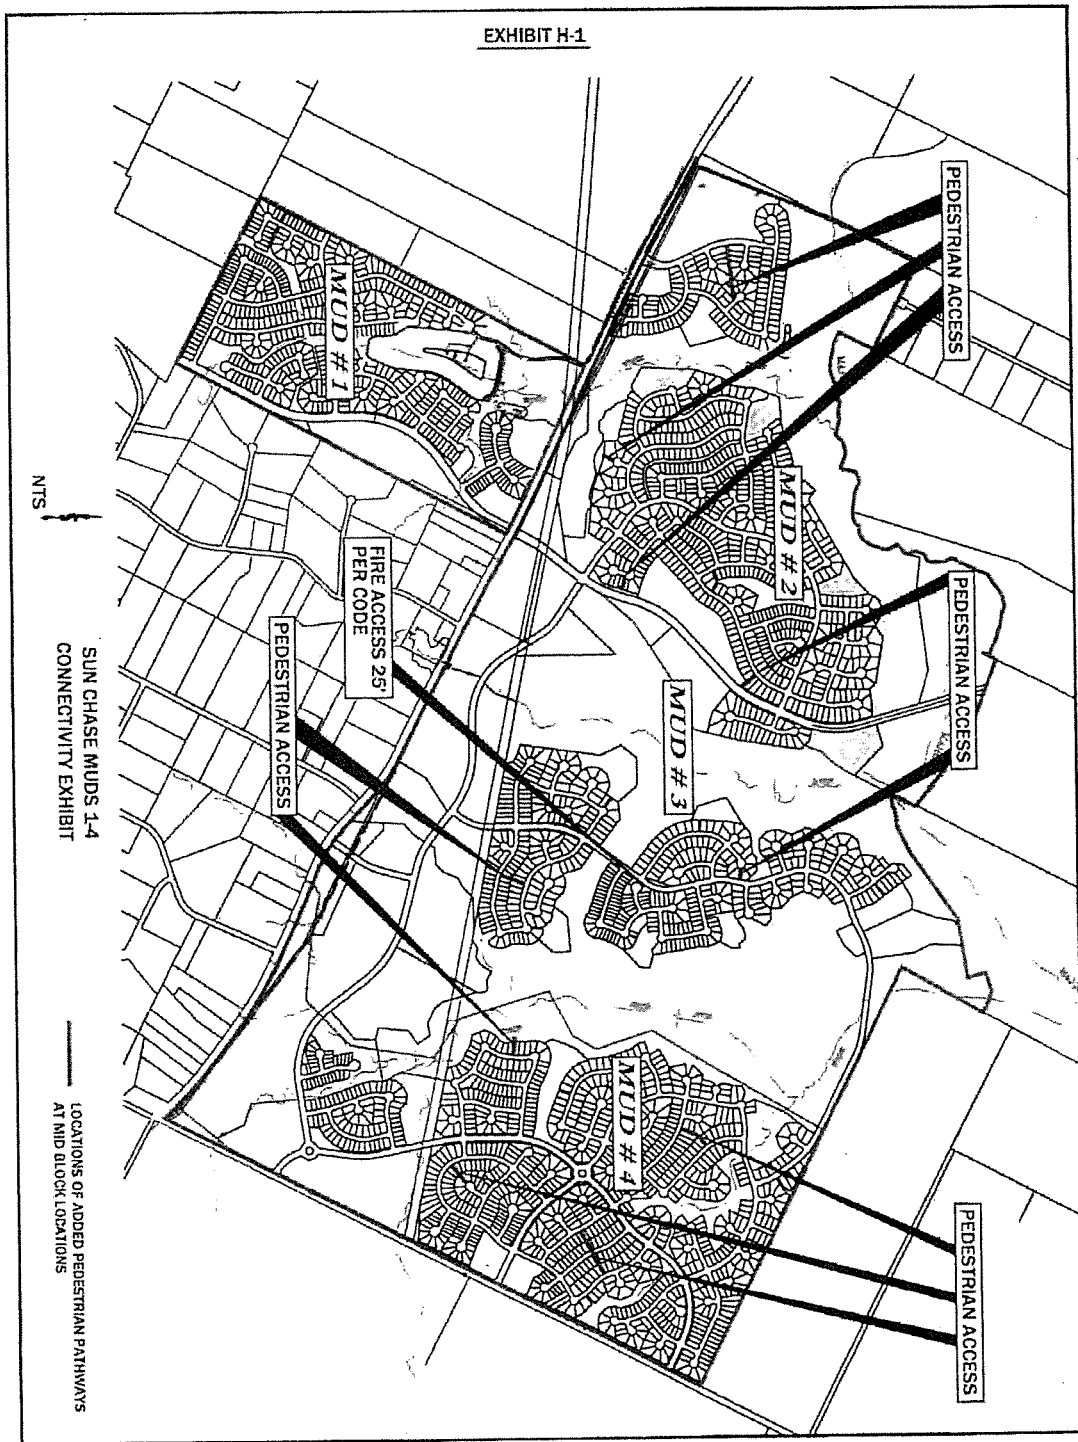 EXHIBIT H-1
PEDESTRIAN ACCESS
PEDESTRIAN ACCESS
PEDESTRIAN ACCESS
MUD # 1
MUD # 2
MUD # 3
MUD # 4
FIRE ACCESS 25'
PER CODE
PEDESTRIAN ACCESS
NTS
SUN CHASE MUDS 1-4
CONNECTIVITY EXHIBIT
LOCATIONS OF ADDED PEDESTRIAN PATHWAYS
AT MID BLOCK LOCATIONS